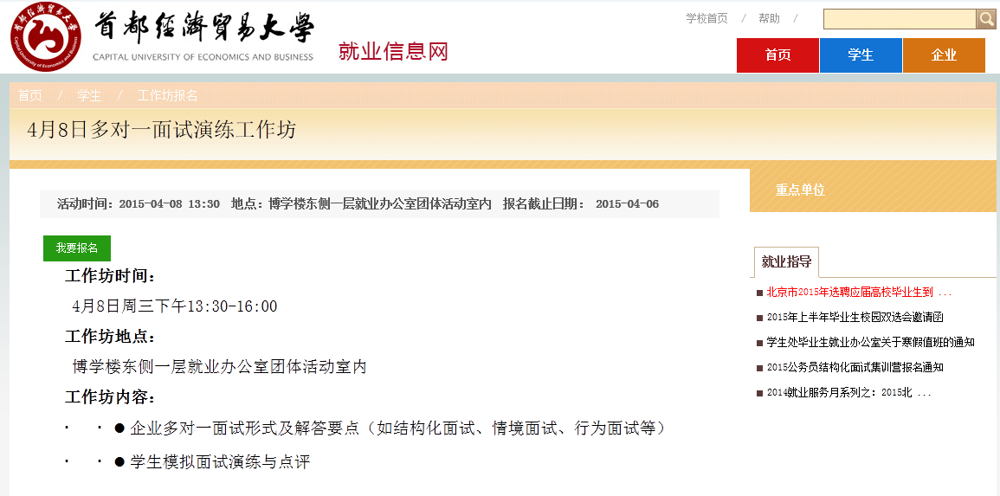 首都經濟貿易大學
CAPITAL UNIVERSITY OF ECONOMICS AND BUSINESS
就业信息网
学校首页 / 帮助 /
首页 学生 企业
首页 / 学生 / 工作坊报名
4月8日多对一面试演练工作坊
活动时间：2015-04-08 13:30 地点：博学楼东侧一层就业办公室团体活动室内 报名截止日期： 2015-04-06
我要报名
工作坊时间：
4月8日周三下午13:30-16:00
工作坊地点：
博学楼东侧一层就业办公室团体活动室内
工作坊内容：
· · ● 企业多对一面试形式及解答要点（如结构化面试、情境面试、行为面试等）
· · ● 学生模拟面试演练与点评
重点单位
就业指导
■ 北京市2015年选聘应届高校毕业生到 ...
■ 2015年上半年毕业生校园双选会邀请函
■ 学生处毕业生就业办公室关于寒假值班的通知
■ 2015公务员结构化面试集训营报名通知
■ 2014就业服务月系列之：2015北 ...